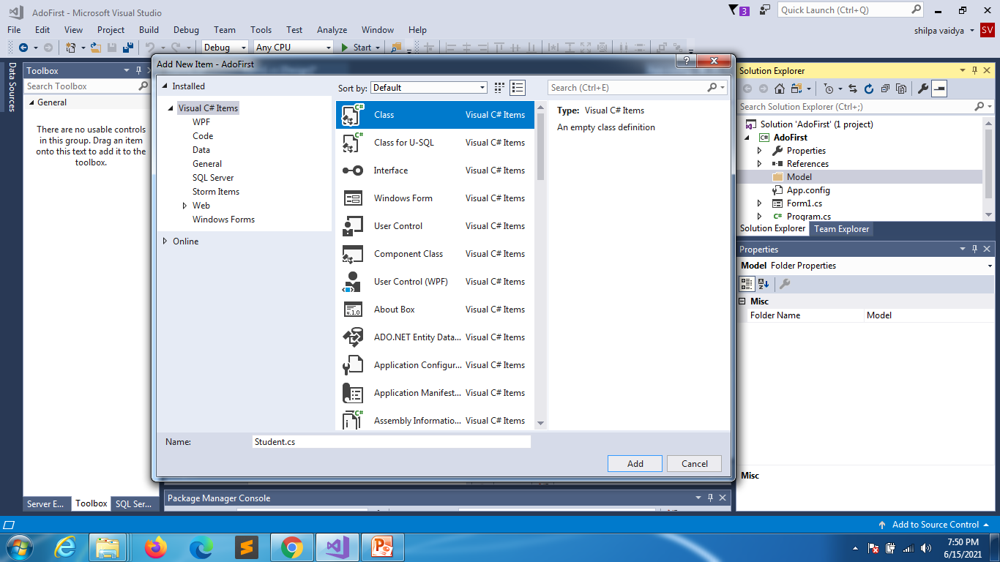 AdoFirst - Microsoft Visual Studio
3
Quick Launch (Ctrl+Q)
File Edit View Project Build Debug Team Tools Test Analyze Window Help
shilpa vaidya SV
Debug Any CPU Start
Data Sources
Toolbox
Search Toolbox
General
There are no usable controls
in this group. Drag an item
onto this text to add it to the
toolbox.
Server E... Toolbox SQL Ser...
Add New Item - AdoFirst
Installed
Visual C# Items
WPF
Code
Data
General
SQL Server
Storm Items
Web
Windows Forms
Online
Sort by: Default
Search (Ctrl+E)
Class Visual C# Items
Class for U-SQL Visual C# Items
Interface Visual C# Items
Windows Form Visual C# Items
User Control Visual C# Items
Component Class Visual C# Items
User Control (WPF) Visual C# Items
About Box Visual C# Items
ADO.NET Entity Data... Visual C# Items
Application Configur... Visual C# Items
Application Manifest... Visual C# Items
Assembly Informatio... Visual C# Items
Type: Visual C# Items
An empty class definition
Name: Student.cs
Add Cancel
Package Manager Console
Solution Explorer
Search Solution Explorer (Ctrl+;)
Solution 'AdoFirst' (1 project)
AdoFirst
Properties
References
Model
App.config
Form1.cs
Program.cs
Solution Explorer Team Explorer
Properties
Model Folder Properties
Misc
Folder Name Model
Misc
Add to Source Control
7:50 PM
6/15/2021